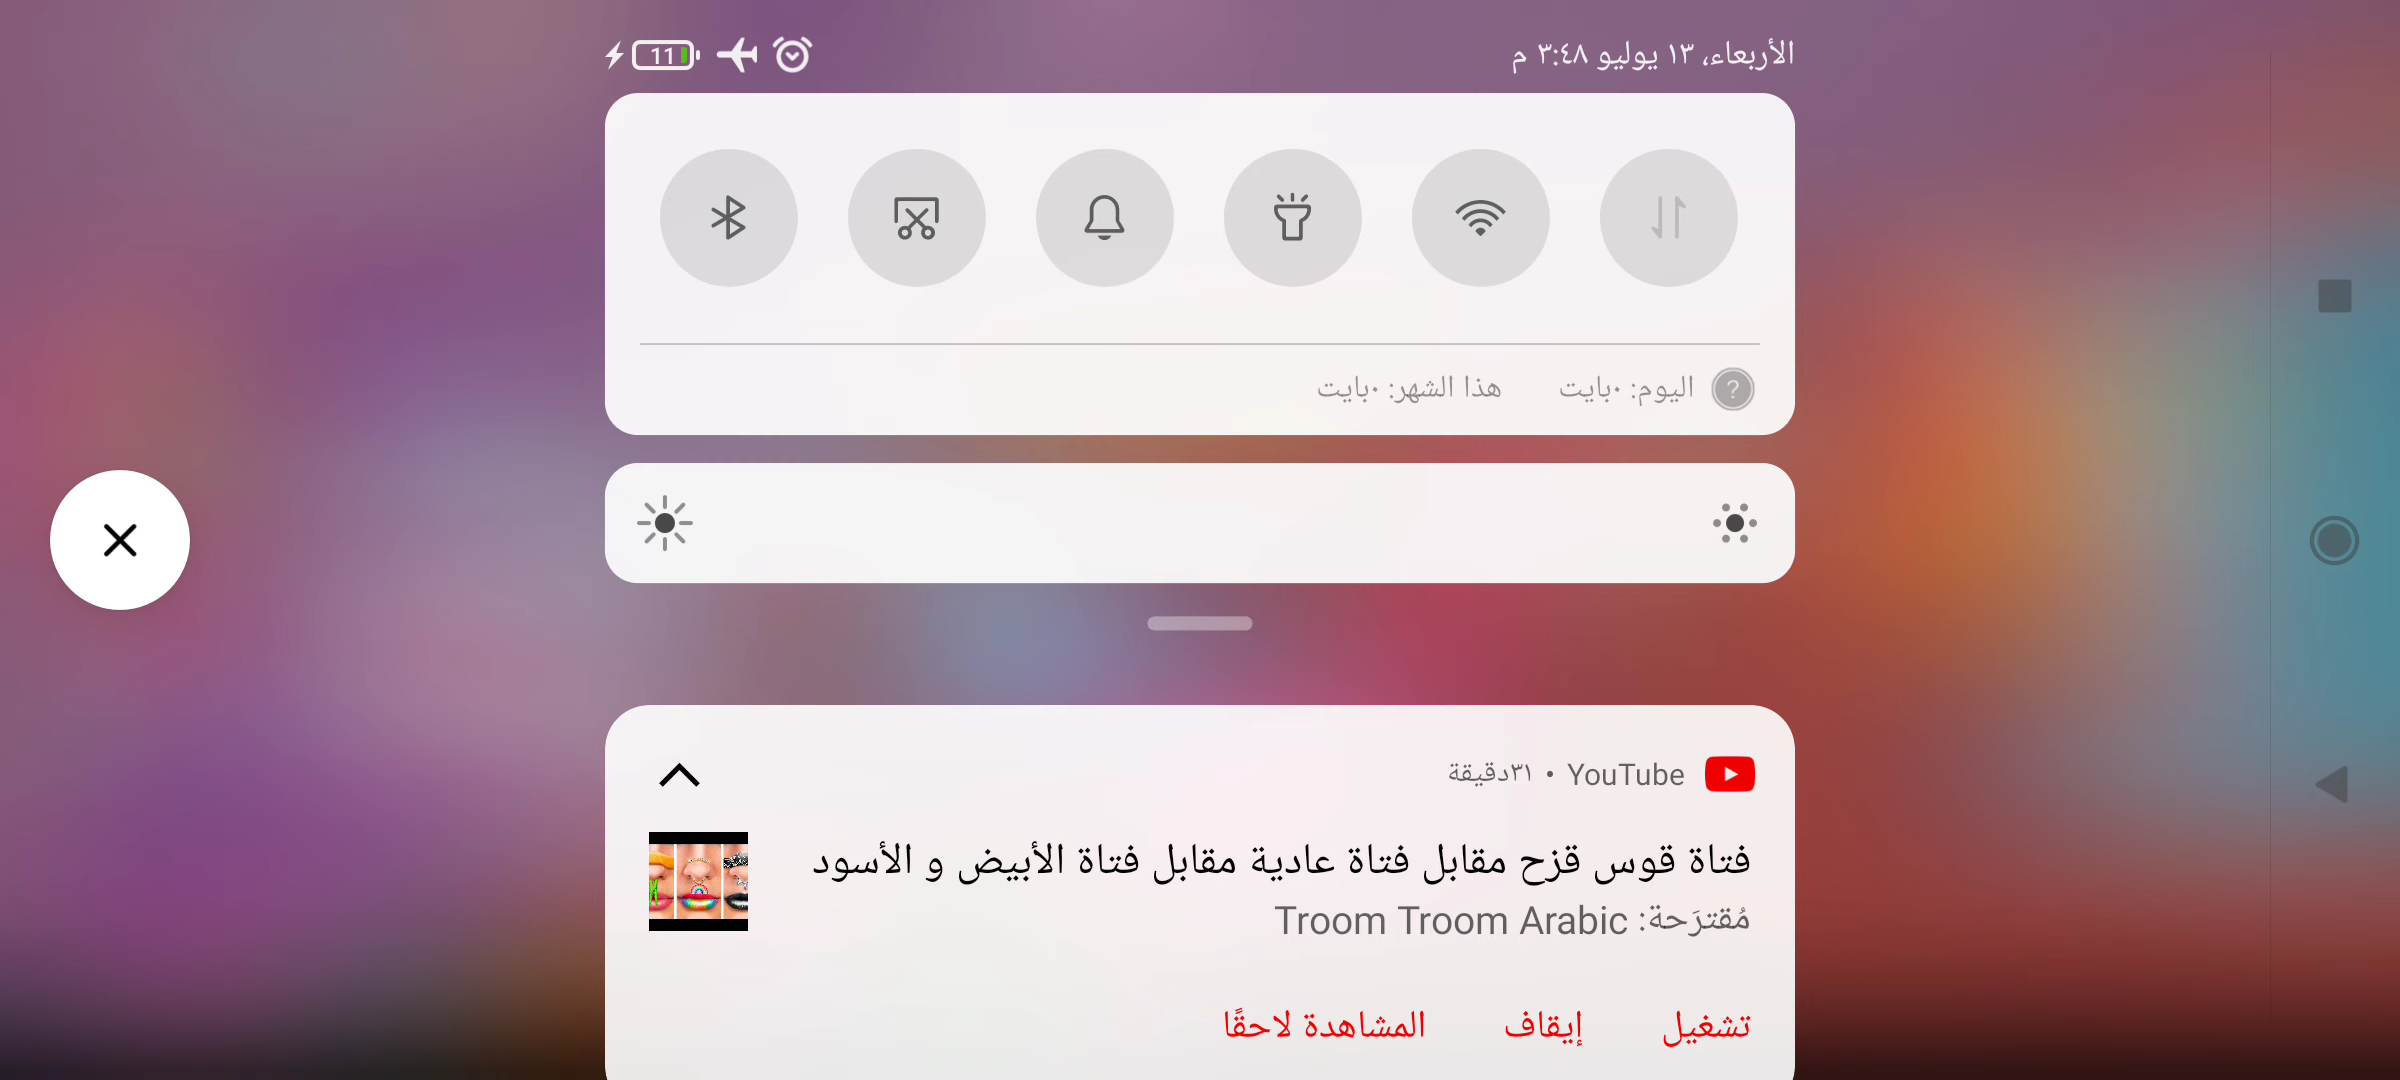 الأربعاء، ١٣ يوليو ٣:٤٨ م
11
اليوم: ٠بايت هذا الشهر: ٠بايت
YouTube • ٣١دقيقة
فتاة قوس قزح مقابل فتاة عادية مقابل فتاة الأبيض و الأسود
مُقترَحة: Troom Troom Arabic
تشغيل إيقاف المشاهدة لاحقًا